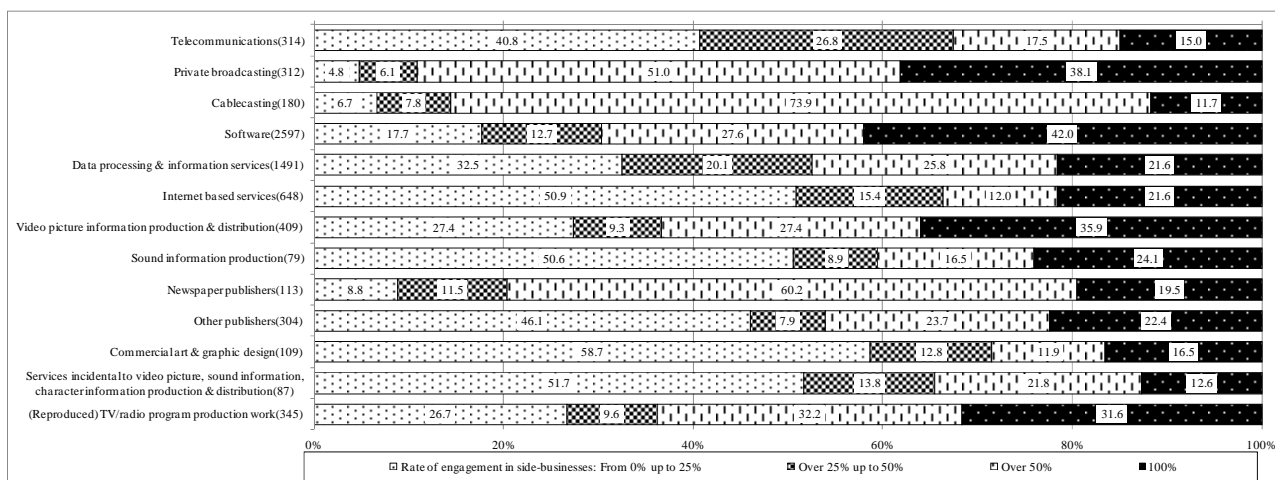 Telecommunications(314) 40.8 26.8 17.5 15.0
Private broadcasting(312) 4.8 6.1 51.0 38.1
Cablecasting(180) 6.7 7.8 73.9 11.7
Software(2597) 17.7 12.7 27.6 42.0
Data processing & information services(1491) 32.5 20.1 25.8 21.6
Internet based services(648) 50.9 15.4 12.0 21.6
Video picture information production & distribution(409) 27.4 9.3 27.4 35.9
Sound information production(79) 50.6 8.9 16.5 24.1
Newspaper publishers(113) 8.8 11.5 60.2 19.5
Other publishers(304) 46.1 7.9 23.7 22.4
Commercial art & graphic design(109) 58.7 12.8 11.9 16.5
Services incidental to video picture, sound information,
character information production & distribution(87) 51.7 13.8 21.8 12.6
(Reproduced) TV/radio program production work(345) 26.7 9.6 32.2 31.6
0% 20% 40% 60% 80% 100%
Rate of engagement in side-businesses: From 0% up to 25% Over 25% up to 50% Over 50% 100%